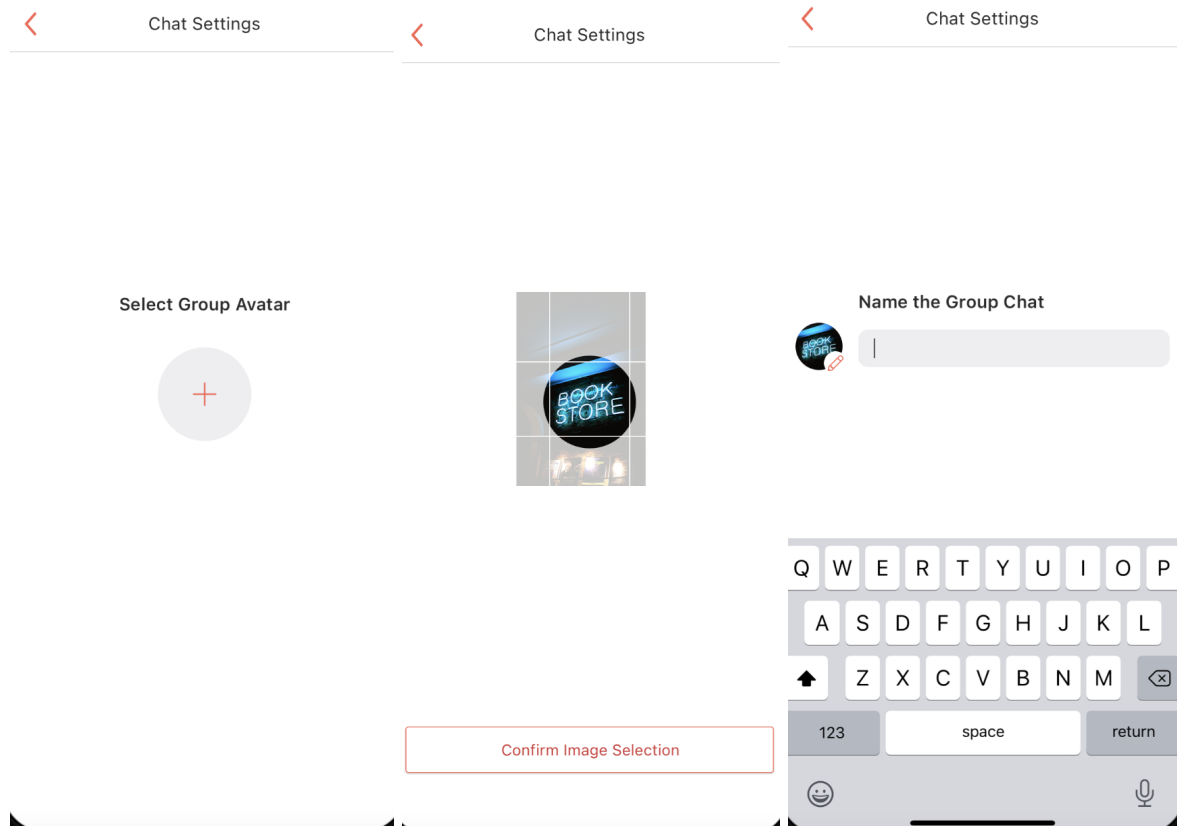 Chat Settings
Select Group Avatar
Chat Settings
BOOK
STORE
Confirm Image Selection
Chat Settings
Name the Group Chat
BOOK
STORE
Q W E R T Y U I O P
A S D F G H J K L
Z X C V B N M
123 space return